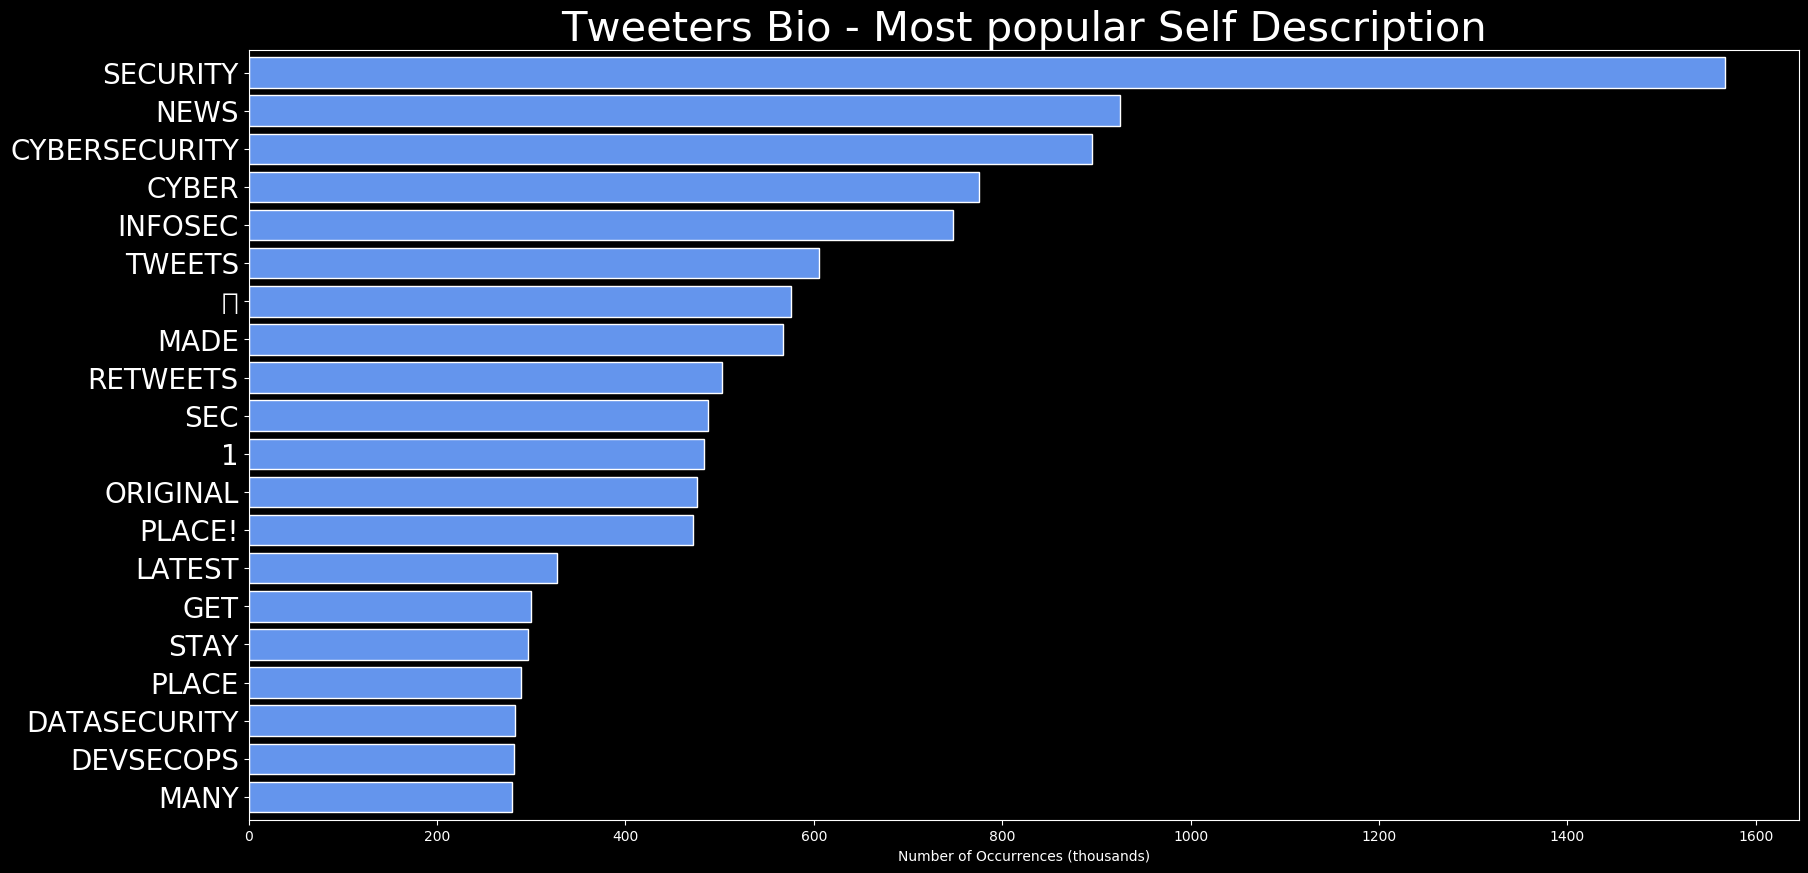 Tweeters Bio - Most popular Self Description
SECURITY
NEWS
CYBERSECURITY
CYBER
INFOSEC
TWEETS
MADE
RETWEETS
SEC
1
ORIGINAL
PLACE!
LATEST
GET
STAY
PLACE
DATASECURITY
DEVSECOPS
MANY
0 200 400 600 800 1000 1200 1400 1600
Number of Occurrences (thousands)